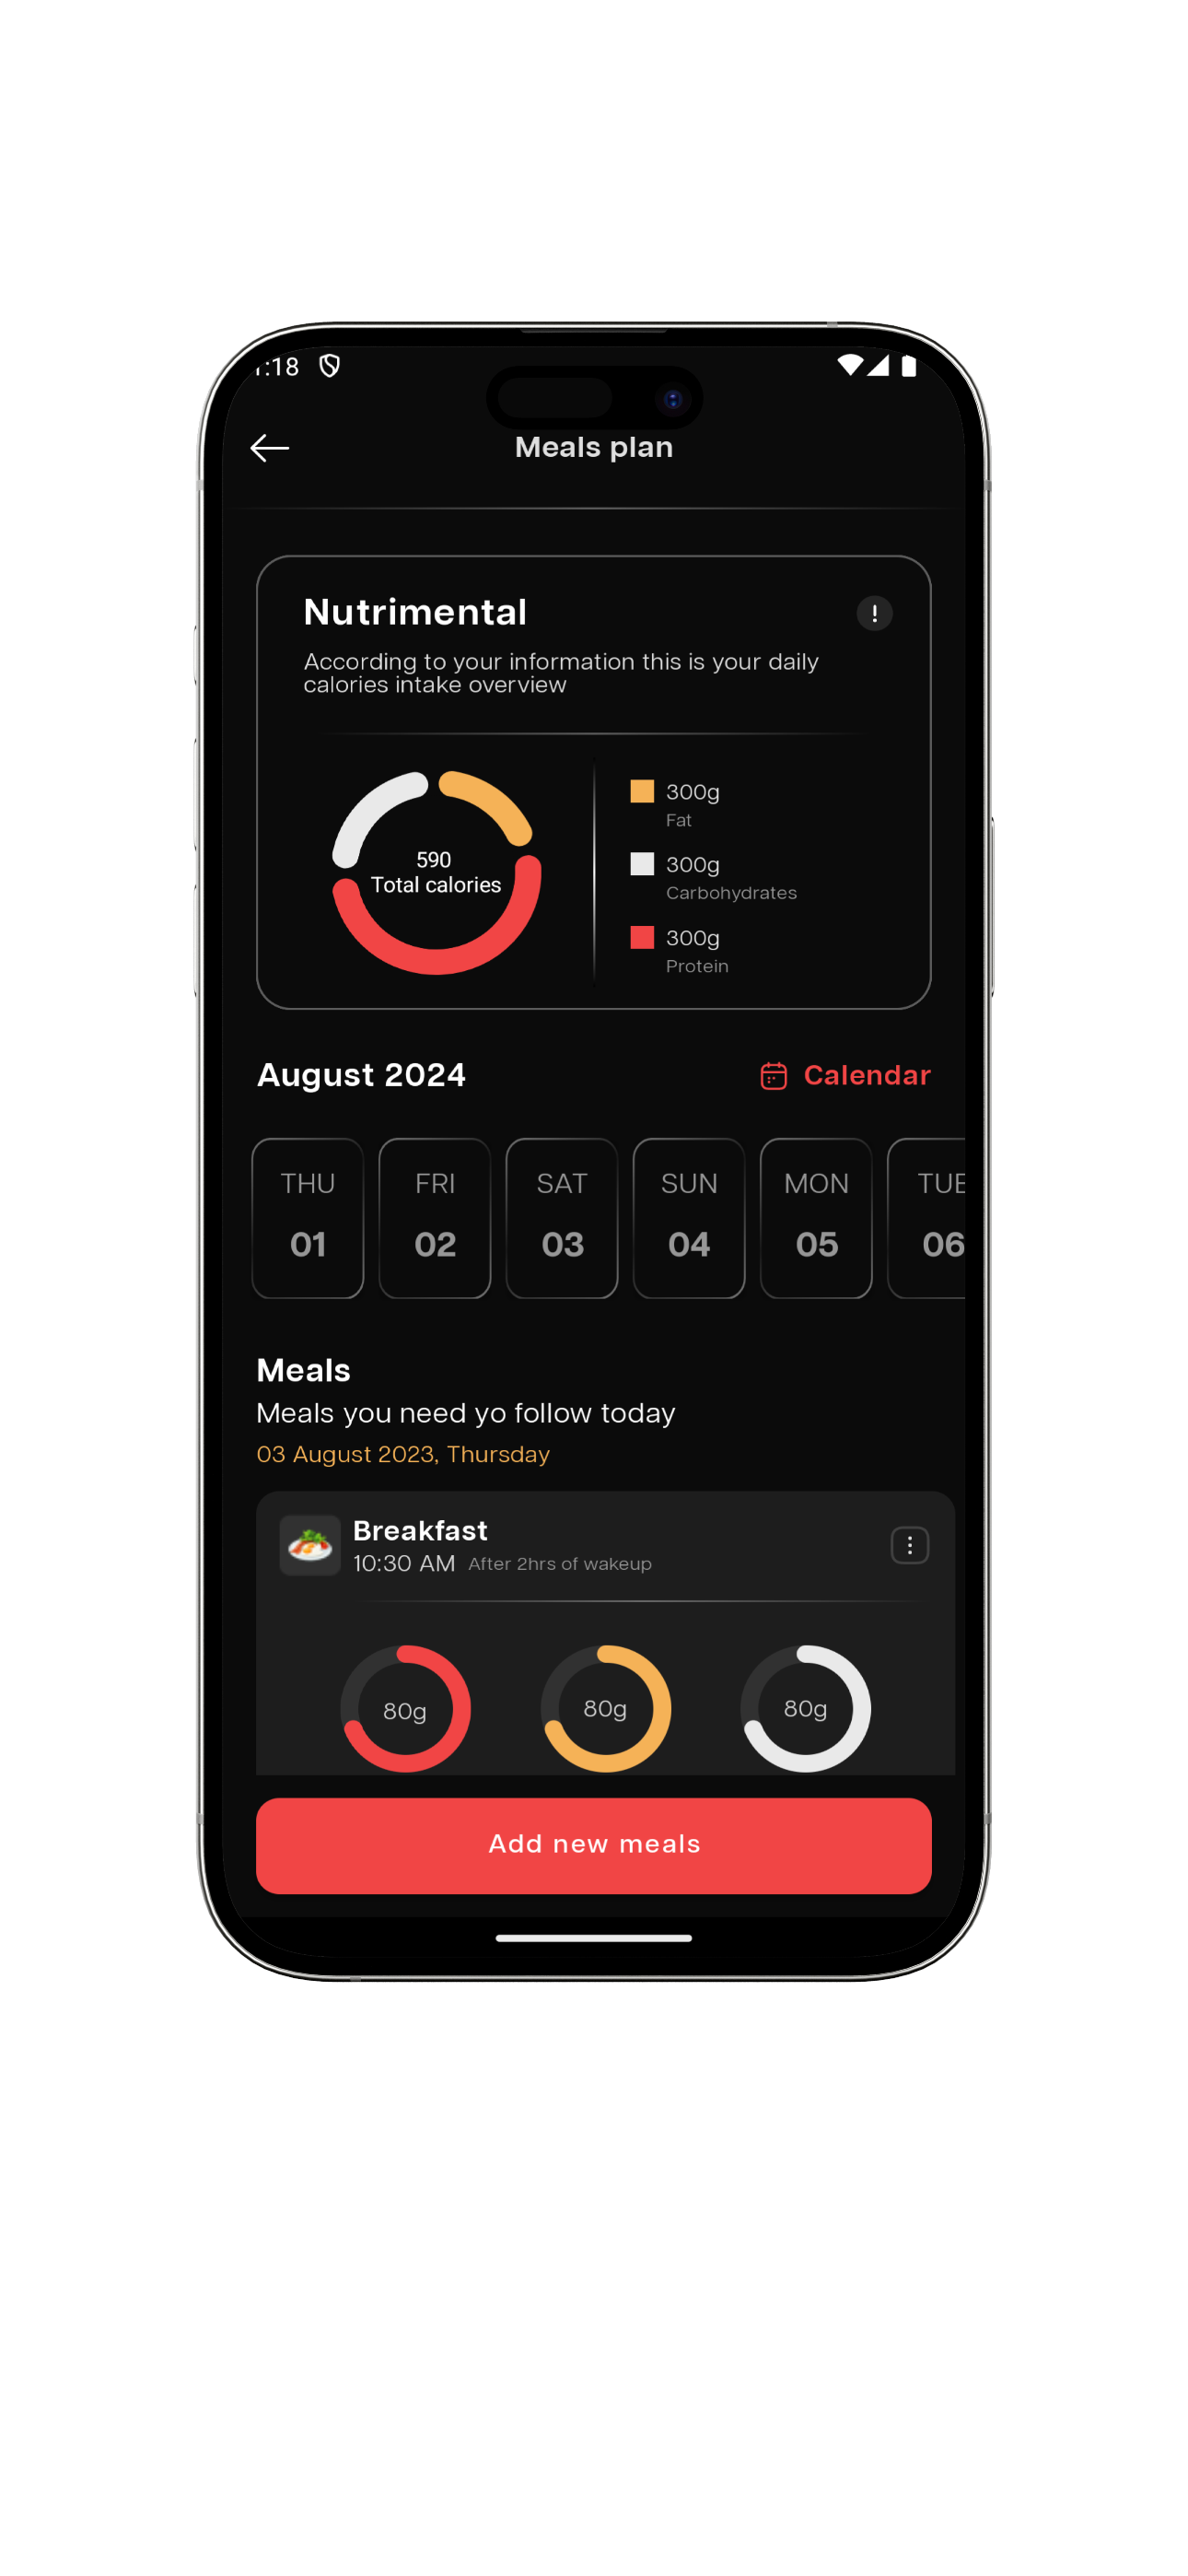 :18
Meals plan
Nutrimental
According to your information this is your daily
calories intake overview
590
Total calories
300g
Fat
300g
Carbohydrates
300g
Protein
August 2024
Calendar
THU
FRI
SAT
SUN
MON
TUE
01
02
03
04
05
06
Meals
Meals you need yo follow today
03 August 2023, Thursday
Breakfast
10:30 AM After 2hrs of wakeup
80g
80g
80g
Add new meals